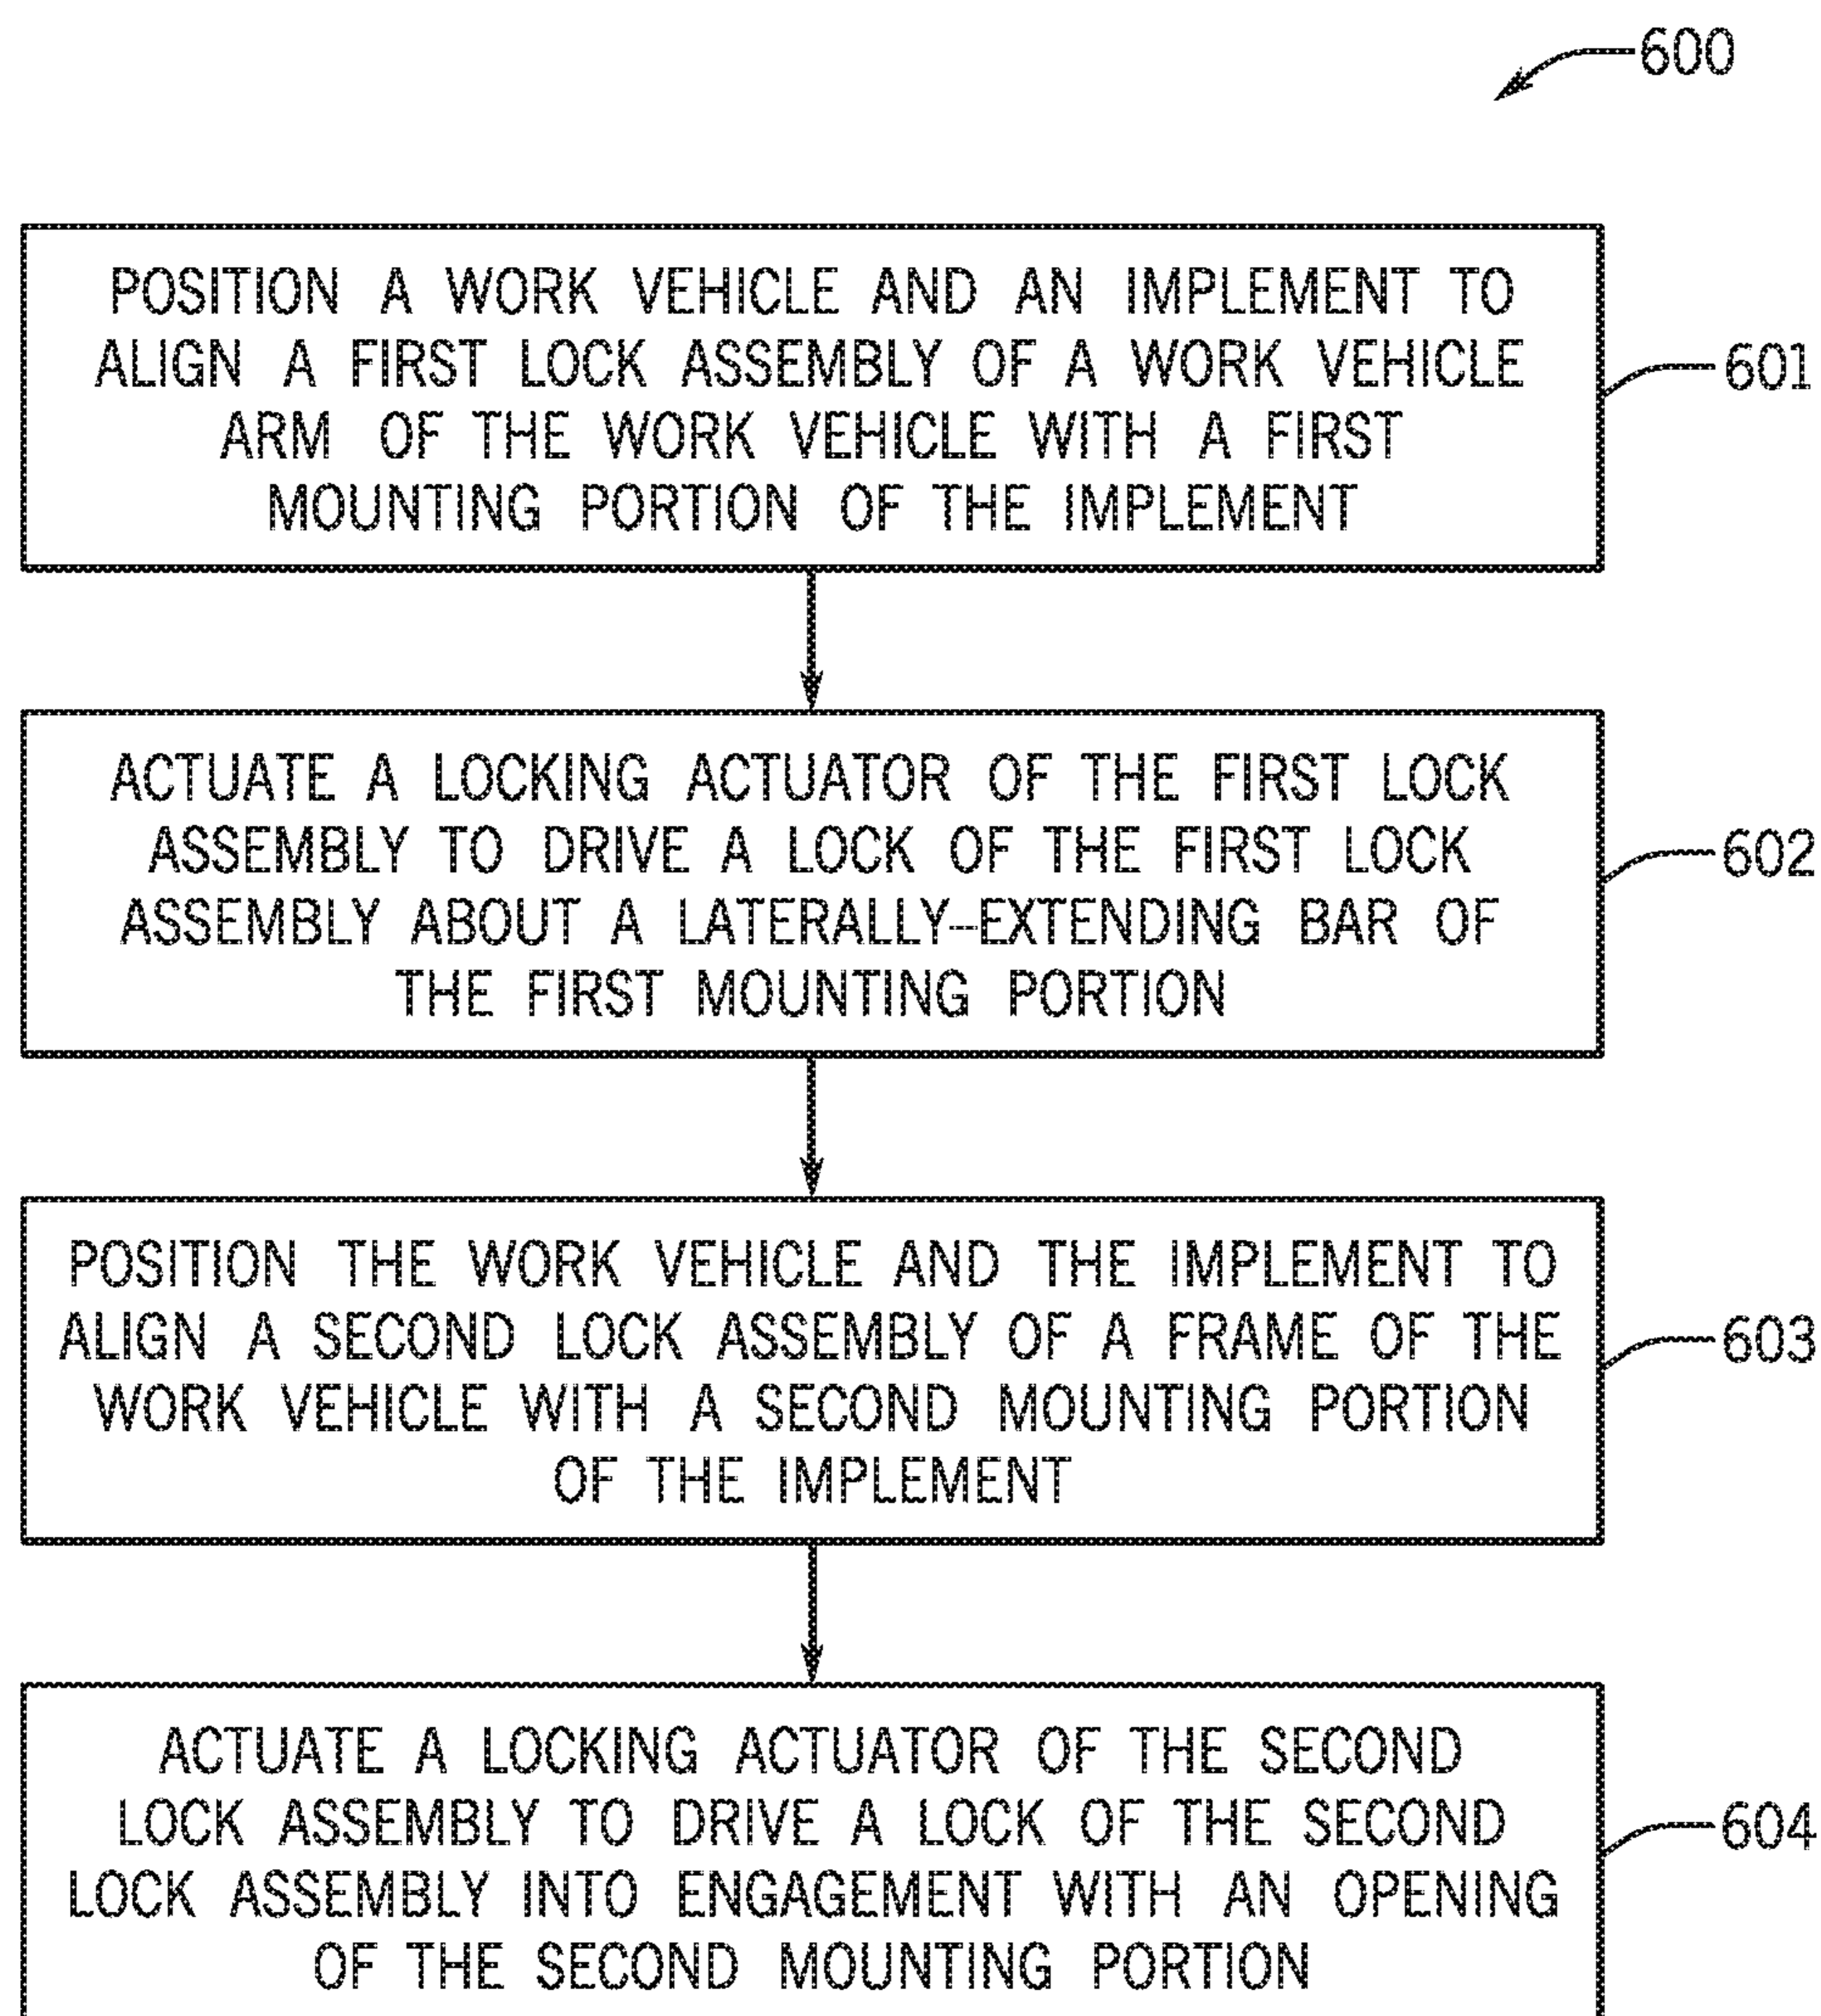 600
POSITION A WORK VEHICLE AND AN IMPLEMENT TO
ALIGN A FIRST LOCK ASSEMBLY OF A WORK VEHICLE
ARM OF THE WORK VEHICLE WITH A FIRST
MOUNTING PORTION OF THE IMPLEMENT
601
ACTUATE A LOCKING ACTUATOR OF THE FIRST LOCK
ASSEMBLY TO DRIVE A LOCK OF THE FIRST LOCK
ASSEMBLY ABOUT A LATERALLY-EXTENDING BAR OF
THE FIRST MOUNTING PORTION
602
POSITION THE WORK VEHICLE AND THE IMPLEMENT TO
ALIGN A SECOND LOCK ASSEMBLY OF A FRAME OF THE
WORK VEHICLE WITH A SECOND MOUNTING PORTION
OF THE IMPLEMENT
603
ACTUATE A LOCKING ACTUATOR OF THE SECOND
LOCK ASSEMBLY TO DRIVE A LOCK OF THE SECOND
LOCK ASSEMBLY INTO ENGAGEMENT WITH AN OPENING
OF THE SECOND MOUNTING PORTION
604